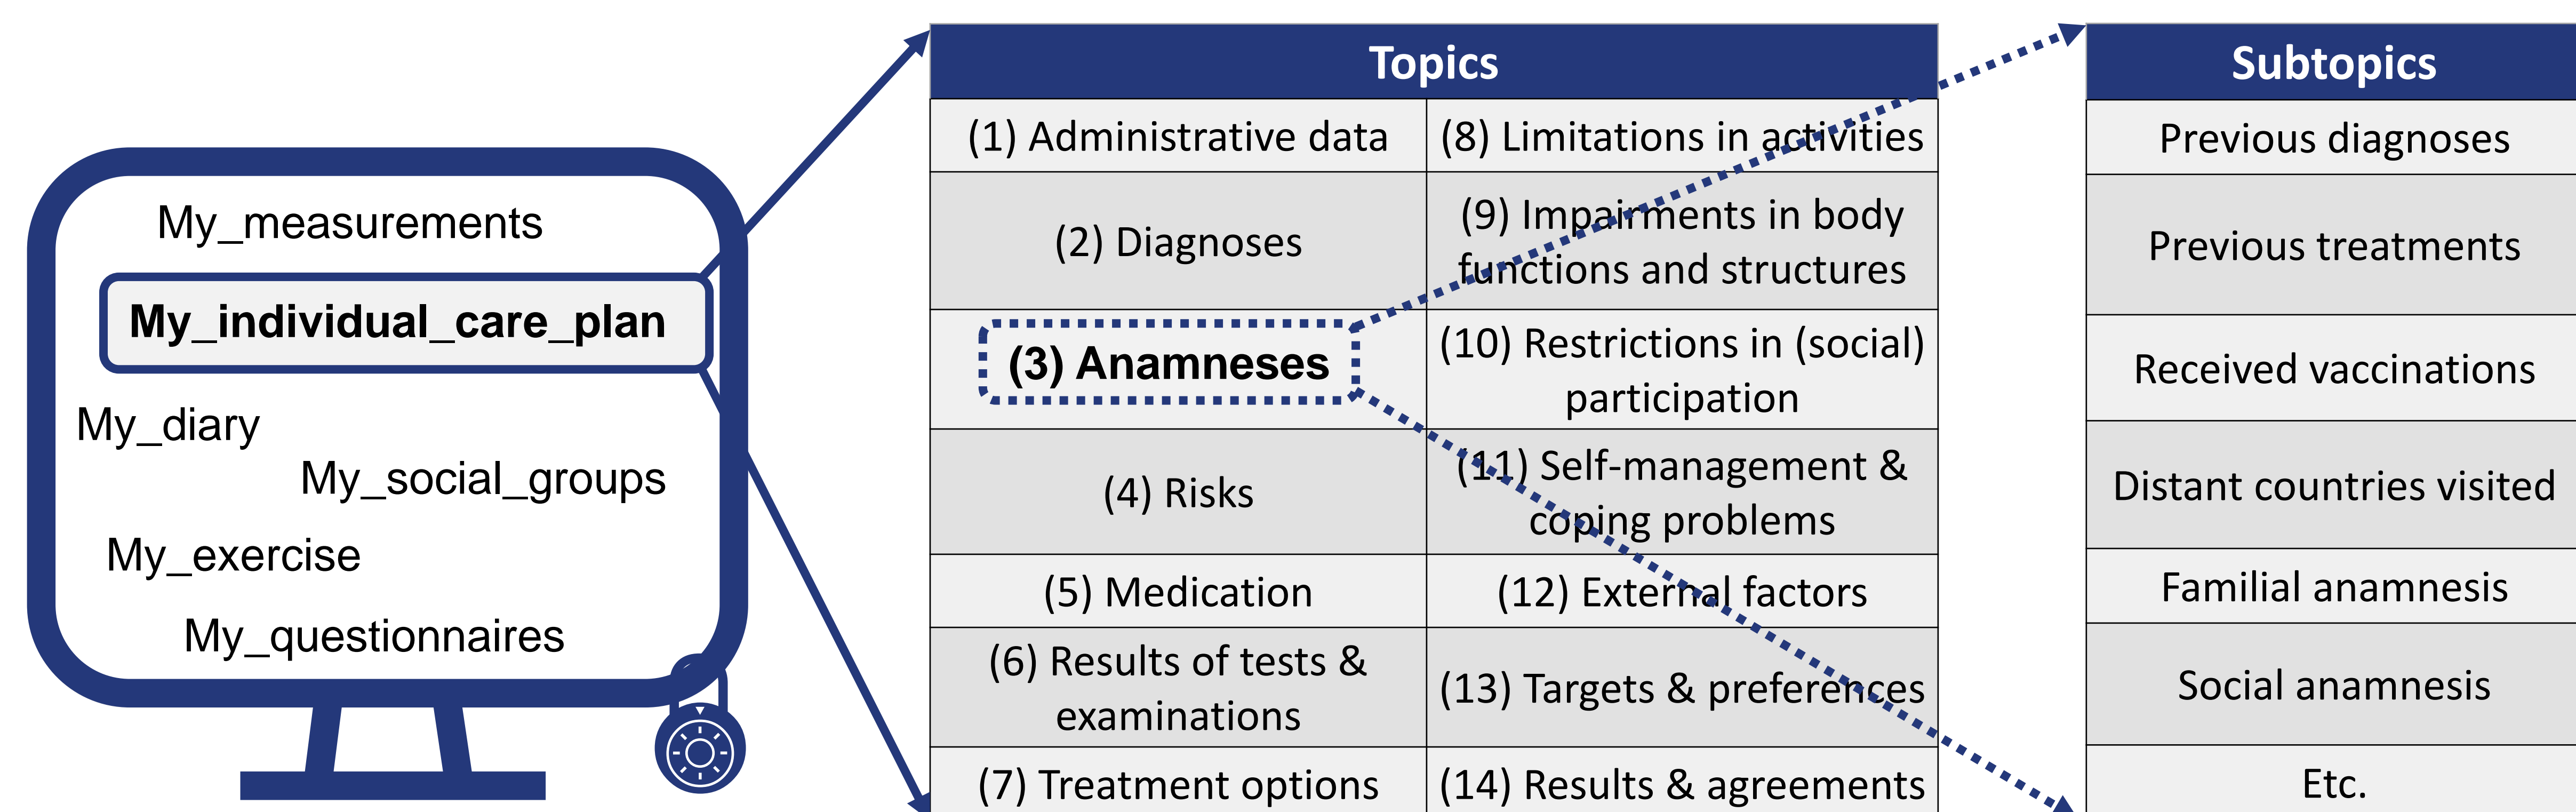 My_measurements
My_individual_care_plan
My_diary
My_social_groups
My_exercise
My_questionnaires
Topics
(1) Administrative data
(8) Limitations in activities
(2) Diagnoses
(9) Impairments in body
functions and structures
(3) Anamneses
(10) Restrictions in (social)
participation
(4) Risks
(11) Self-management &
coping problems
(5) Medication
(12) External factors
(6) Results of tests &
examinations
(13) Targets & preferences
(7) Treatment options
(14) Results & agreements
Subtopics
Previous diagnoses
Previous treatments
Received vaccinations
Distant countries visited
Familial anamnesis
Social anamnesis
Etc.